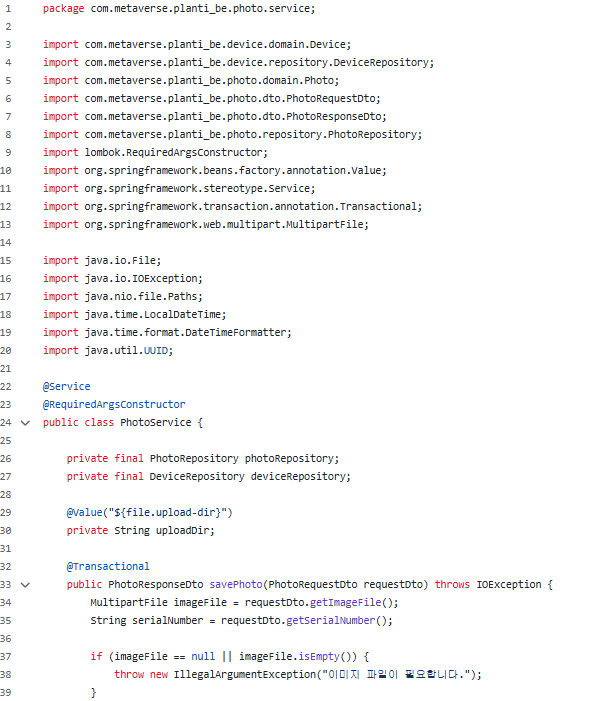 1 package com.metaverse.planti_be.photo.service;
2
3 import com.metaverse.planti_be.device.domain.Device;
4 import com.metaverse.planti_be.device.repository.DeviceRepository;
5 import com.metaverse.planti_be.photo.domain.Photo;
6 import com.metaverse.planti_be.photo.dto.PhotoRequestDto;
7 import com.metaverse.planti_be.photo.dto.PhotoResponseDto;
8 import com.metaverse.planti_be.photo.repository.PhotoRepository;
9 import lombok.RequiredArgsConstructor;
10 import org.springframework.beans.factory.annotation.Value;
11 import org.springframework.stereotype.Service;
12 import org.springframework.transaction.annotation.Transactional;
13 import org.springframework.web.multipart.MultipartFile;
14
15 import java.io.File;
16 import java.io.IOException;
17 import java.nio.file.Paths;
18 import java.time.LocalDateTime;
19 import java.time.format.DateTimeFormatter;
20 import java.util.UUID;
21
22 @Service
23 @RequiredArgsConstructor
24 public class PhotoService {
25
26     private final PhotoRepository photoRepository;
27     private final DeviceRepository deviceRepository;
28
29     @Value("${file.upload-dir}")
30     private String uploadDir;
31
32     @Transactional
33     public PhotoResponseDto savePhoto(PhotoRequestDto requestDto) throws IOException {
34         MultipartFile imageFile = requestDto.getImageFile();
35         String serialNumber = requestDto.getSerialNumber();
36
37         if (imageFile == null || imageFile.isEmpty()) {
38             throw new IllegalArgumentException("이미지 파일이 필요합니다.");
39         }